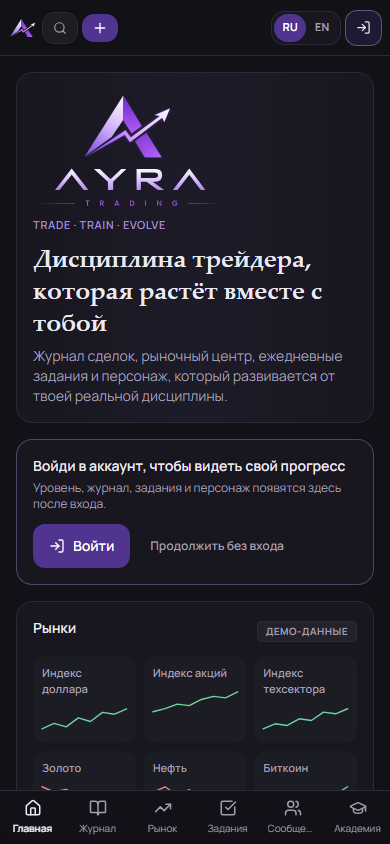 RU EN
AYRA
TRADING
TRADE · TRAIN · EVOLVE
Дисциплина трейдера,
которая растёт вместе с
тобой
Журнал сделок, рыночный центр, ежедневные
задания и персонаж, который развивается от
твоей реальной дисциплины.
Войди в аккаунт, чтобы видеть свой прогресс
Уровень, журнал, задания и персонаж появятся здесь
после входа.
Войти Продолжить без входа
Рынки ДЕМО-ДАННЫЕ
Индекс
доллара
Индекс акций
Индекс
техсектора
Золото Нефть Биткоин
Главная Журнал Рынок Задания Сообще... Академия